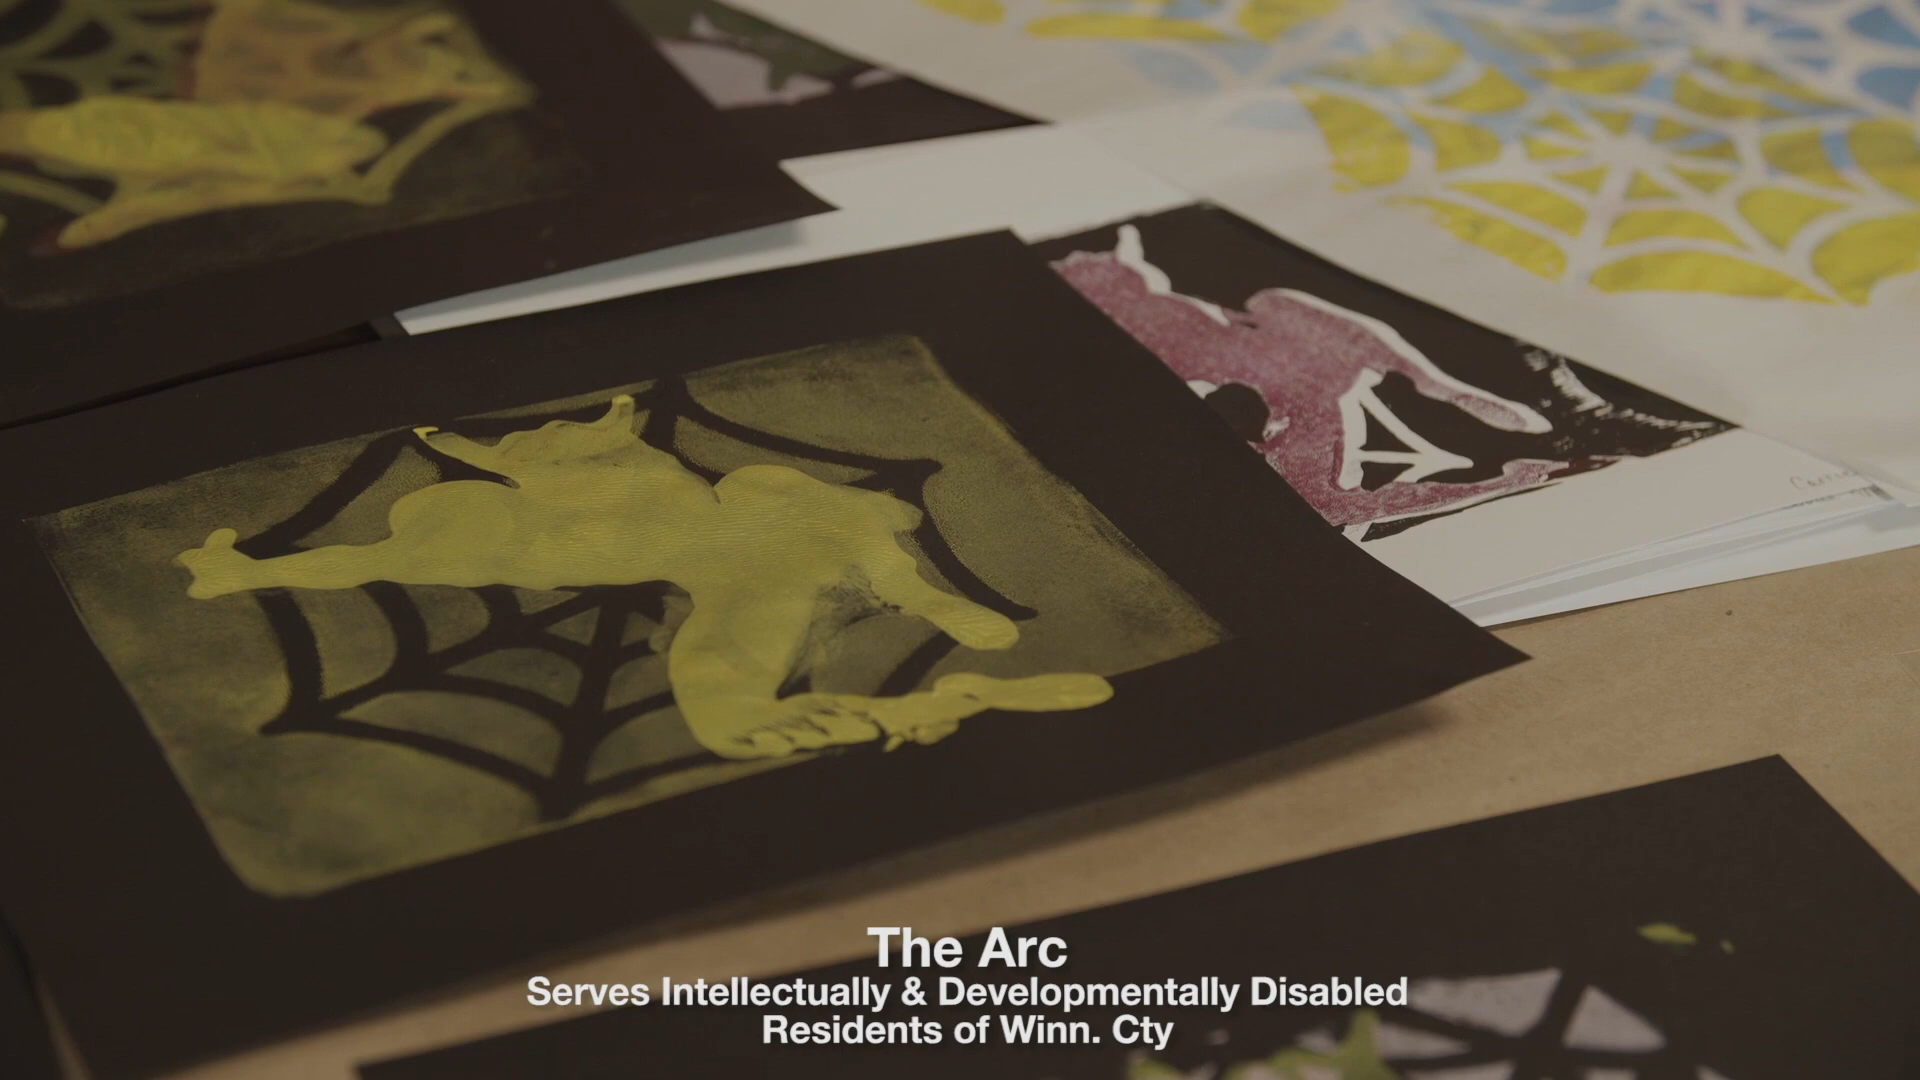 The Arc
Serves Intellectually & Developmentally Disabled
Residents of Winn. Cty